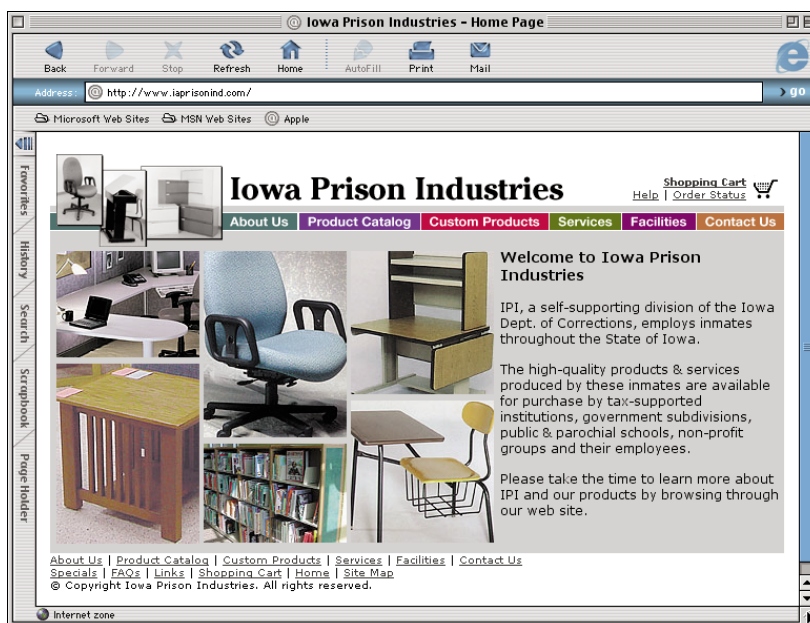 Iowa Prison Industries - Home Page
Back Forward Stop Refresh Home AutoFill Print Mail
Address: http://www.iaprisonind.com/ go
Microsoft Web Sites MSN Web Sites Apple
Favorites
History
Search
Scrapbook
Page Holder
Iowa Prison Industries
Shopping Cart
Help | Order Status
About Us Product Catalog Custom Products Services Facilities Contact Us
Welcome to Iowa Prison
Industries
IPI, a self-supporting division of the Iowa
Dept. of Corrections, employs inmates
throughout the State of Iowa.
The high-quality products & services
produced by these inmates are available
for purchase by tax-supported
institutions, government subdivisions,
public & parochial schools, non-profit
groups and their employees.
Please take the time to learn more about
IPI and our products by browsing through
our web site.
About Us | Product Catalog | Custom Products | Services | Facilities | Contact Us
Specials | FAQs | Links | Shopping Cart | Home | Site Map
© Copyright Iowa Prison Industries. All rights reserved.
Internet zone